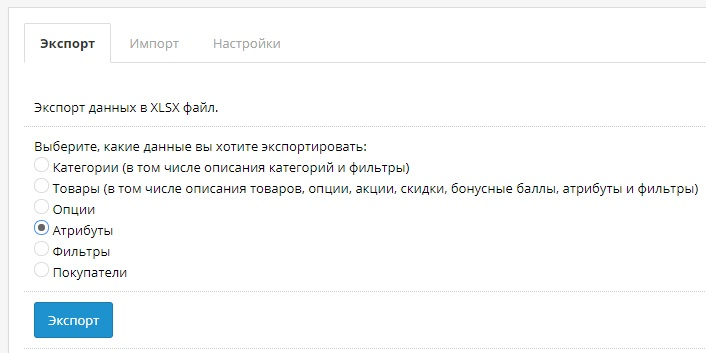 Экспорт Импорт Настройки
Экспорт данных в XLSX файл.
Выберите, какие данные вы хотите экспортировать:
Категории (в том числе описания категорий и фильтры)
Товары (в том числе описания товаров, опции, акции, скидки, бонусные баллы, атрибуты и фильтры)
Опции
Атрибуты
Фильтры
Покупатели
Экспорт